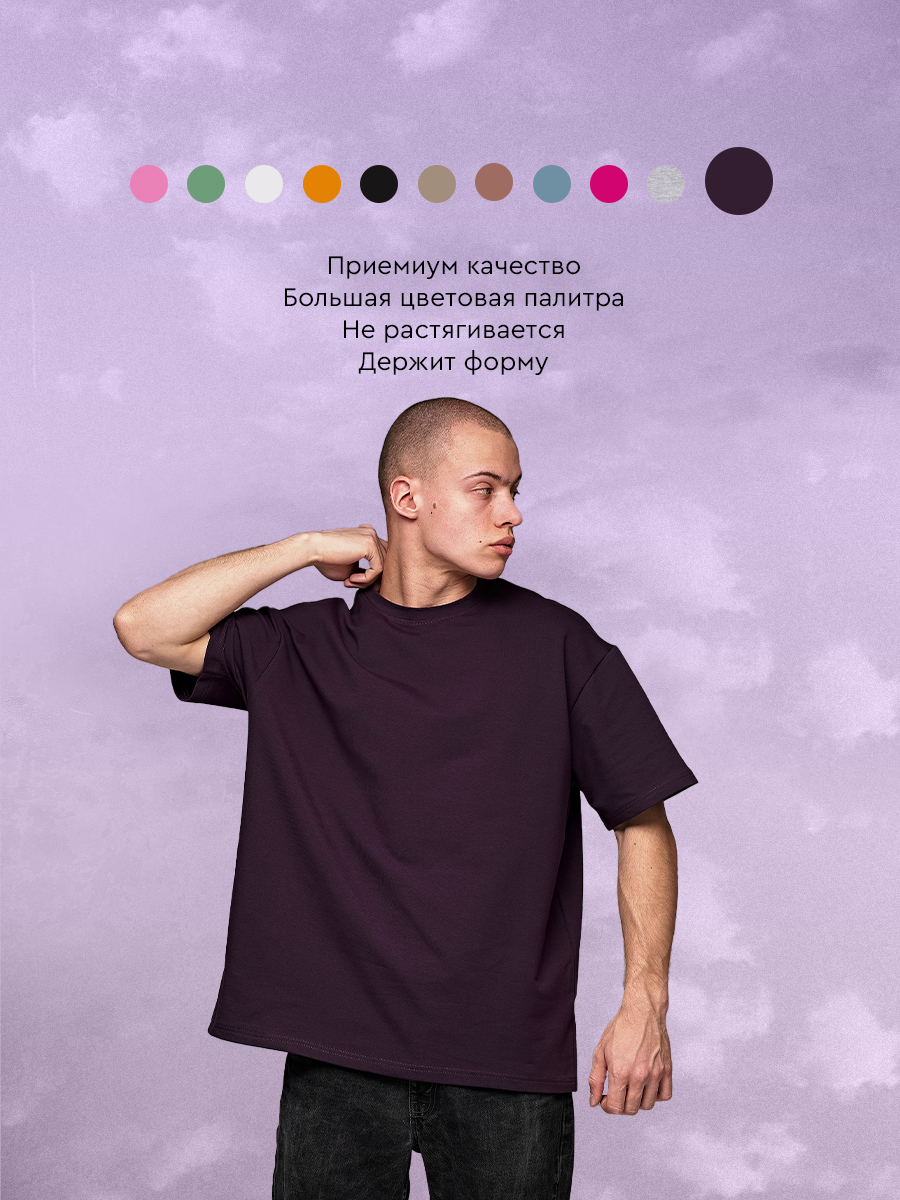 Приемиум качество
Большая цветовая палитра
Не растягивается
Держит форму